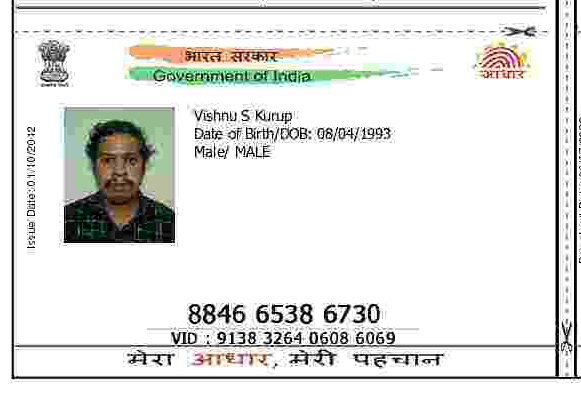 भारत सरकार
Government of India
आधार
Vishnu S Kurup
Date of Birth/DOB: 08/04/1993
Male/ MALE
Issue Date: 01/10/2012
8846 6538 6730
VID : 9138 3264 0608 6069
मेरा आधार, मेरी पहचान